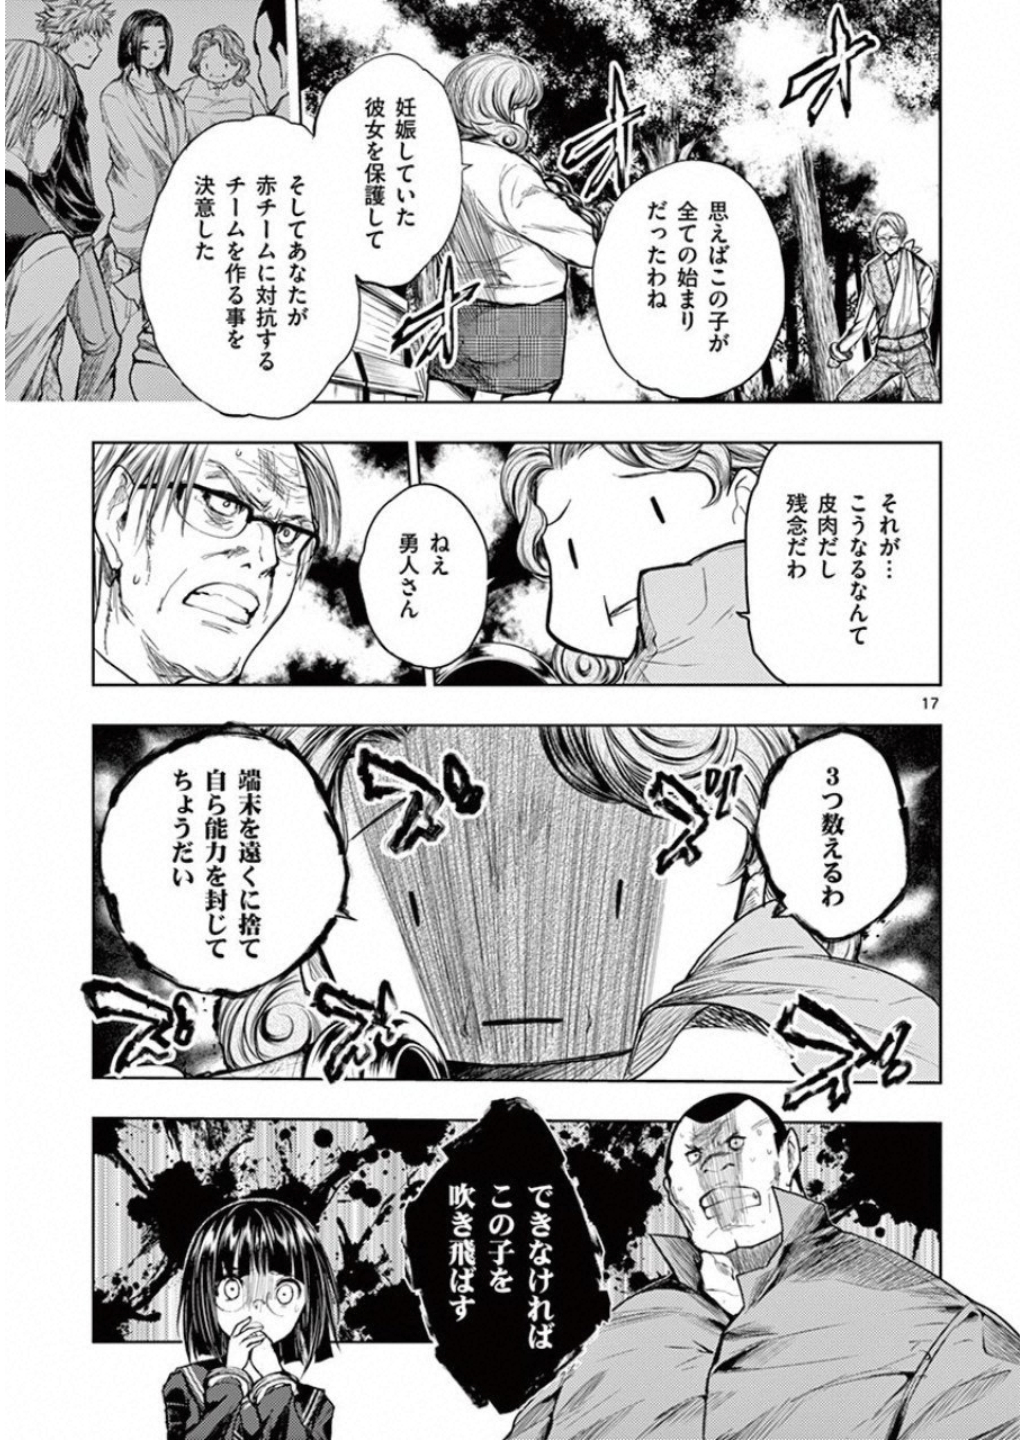 思えばこの子が
全ての始まり
だったわね
妊娠していた
彼女を保護して
そしてあなたが
赤チームに対抗する
チームを作る事を
決意した
それが…
こうなるなんて
皮肉だし
残念だわ
ねえ
勇人さん
17
3つ数えるわ
端末を遠くに捨て
自ら能力を封じて
ちょうだい
できなければ
この子を
吹き飛ばす